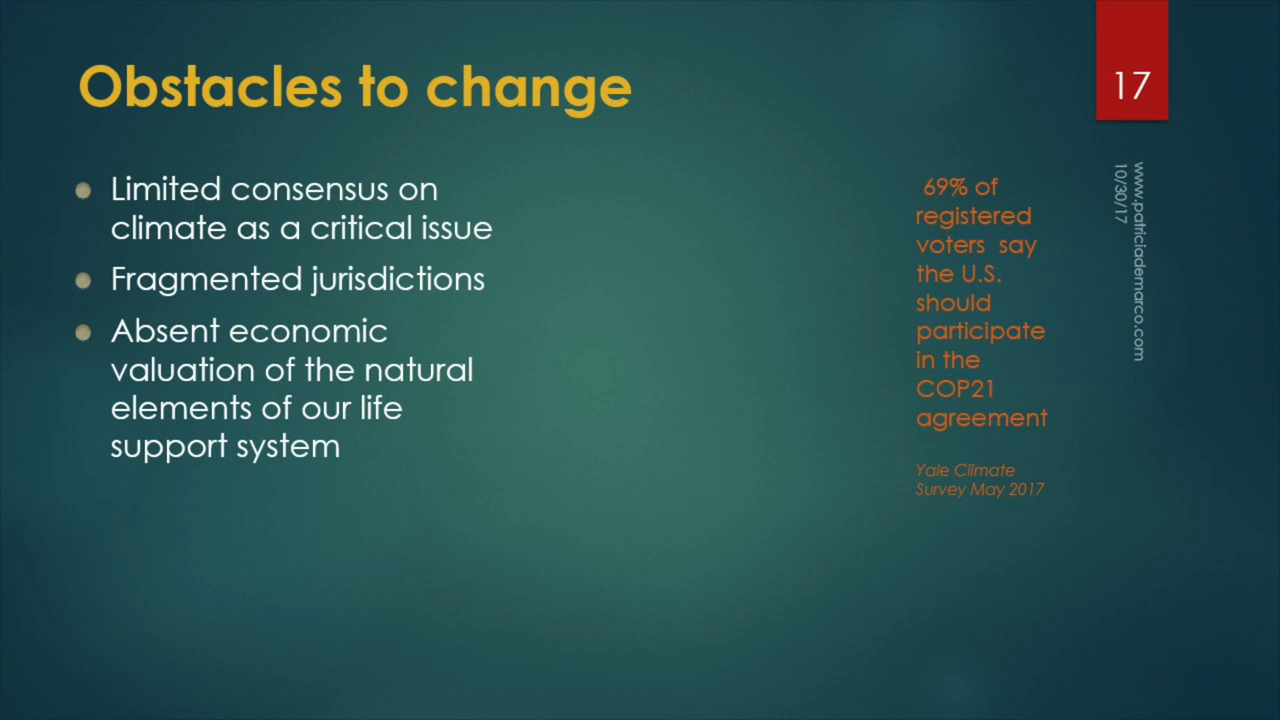 Obstacles to change
17
Limited consensus on
climate as a critical issue
Fragmented jurisdictions
Absent economic
valuation of the natural
elements of our life
support system
69% of
registered
voters say
the U.S.
should
participate
in the
COP21
agreement
Yale Climate
Survey May 2017
www.patriciademarco.com
10/30/17